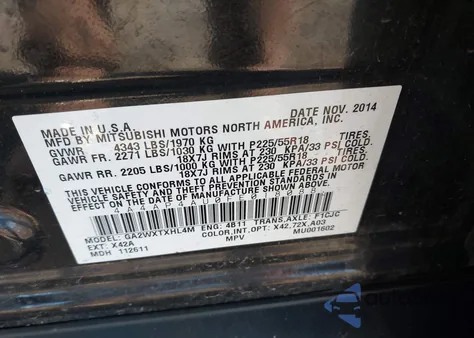 MADE IN U.S.A. DATE NOV. 2014
MFD BY MITSUBISHI MOTORS NORTH AMERICA, INC.
GVWR 4343 LBS/1970 KG
GAWR FR. 2271 LBS/1030 KG WITH P225/55R18 TIRES,
18X7J RIMS AT 230 KPA/33 PSI COLD.
GAWR RR. 2205 LBS/1000 KG WITH P225/55R18 TIRES,
18X7J RIMS AT 230 KPA/33 PSI COLD.
THIS VEHICLE CONFORMS TO ALL APPLICABLE FEDERAL MOTOR
VEHICLE SAFETY AND THEFT PREVENTION STANDARDS IN EFFECT
ON THE DATE OF MANUFACTURE SHOWN ABOVE.
MODEL: GA2WXTXHL4M ENG: 4B11 TRANS.AXLE: F1CJC
EXT: X42A COLOR,INT,OPT: X42,72X,A03
MDH 112611 MPV MU001602